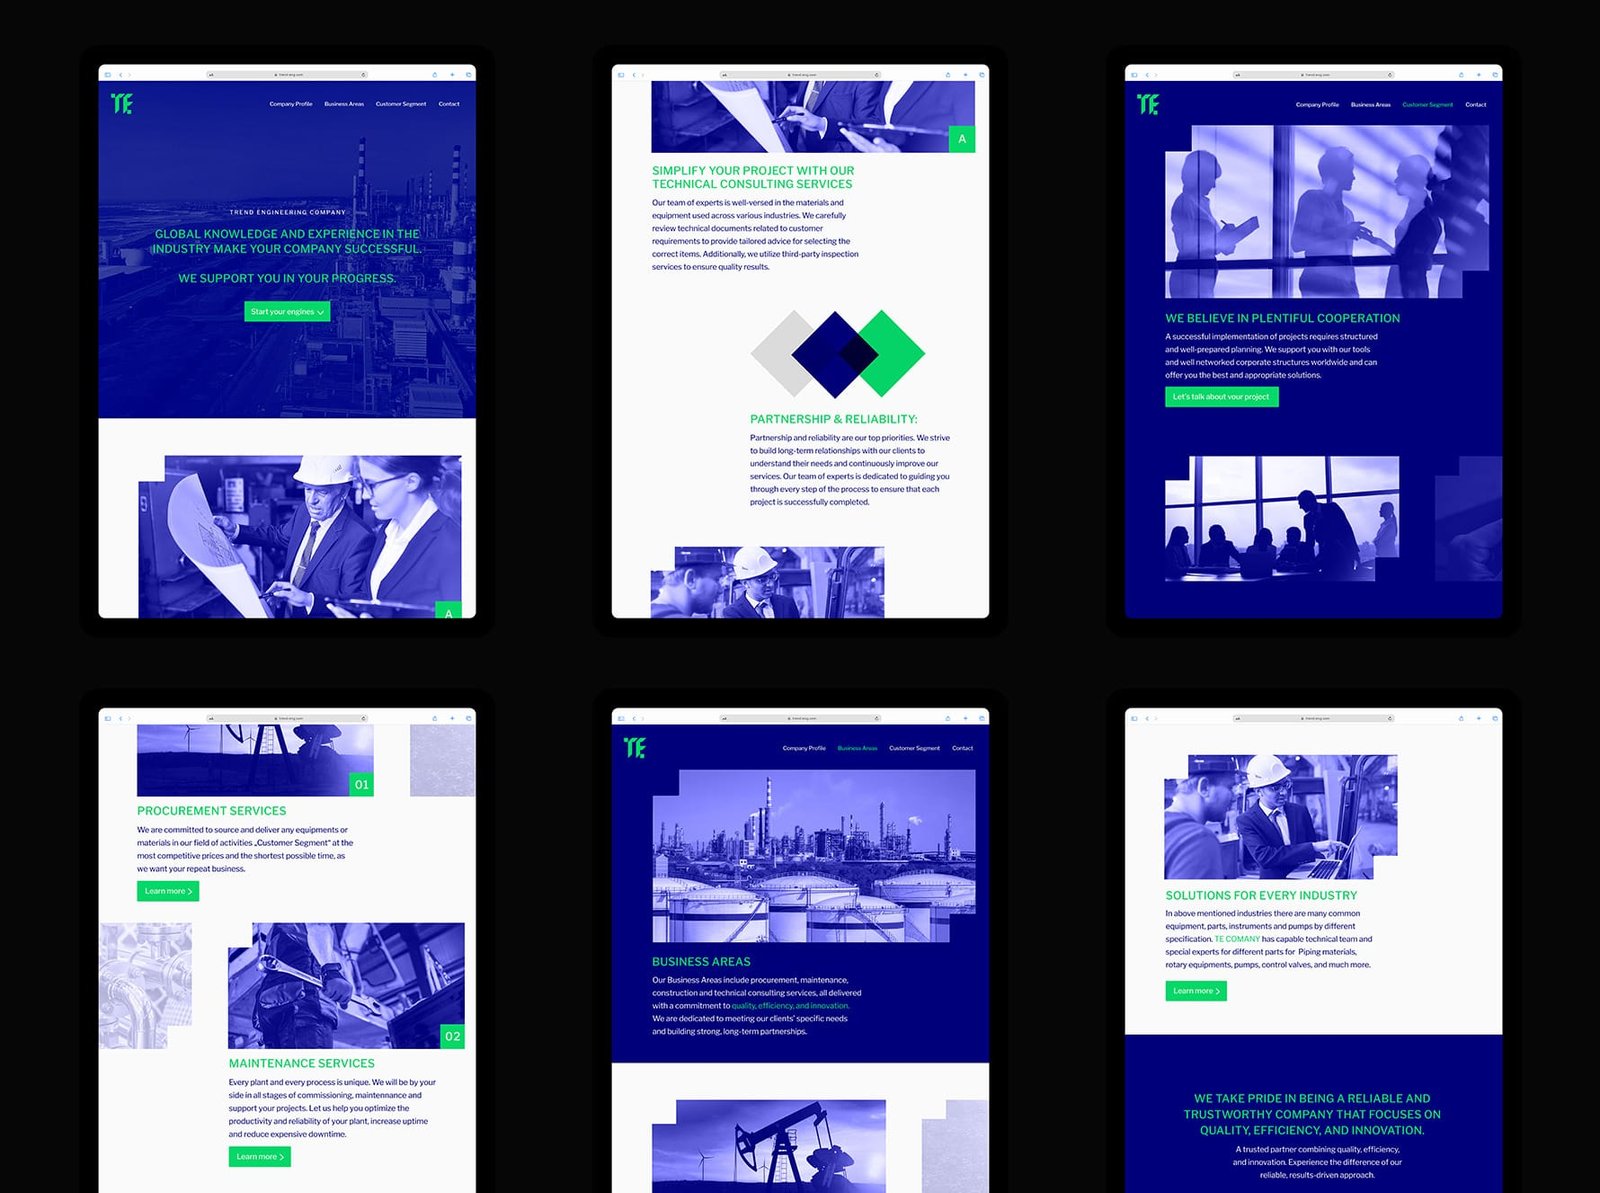 trend-eng.com
TE
Company Profile Business Areas Customer Segment Contact
TREND ENGINEERING COMPANY
GLOBAL KNOWLEDGE AND EXPERIENCE IN THE
INDUSTRY MAKE YOUR COMPANY SUCCESSFUL.
WE SUPPORT YOU IN YOUR PROGRESS.
Start your engines
A
trend-eng.com
A
SIMPLIFY YOUR PROJECT WITH OUR
TECHNICAL CONSULTING SERVICES
Our team of experts is well-versed in the materials and
equipment used across various industries. We carefully
review technical documents related to customer
requirements to provide tailored advice for selecting the
correct items. Additionally, we utilize third-party inspection
services to ensure quality results.
PARTNERSHIP & RELIABILITY:
Partnership and reliability are our top priorities. We strive
to build long-term relationships with our clients to
understand their needs and continuously improve our
services. Our team of experts is dedicated to guiding you
through every step of the process to ensure that each
project is successfully completed.
trend-eng.com
TE
Company Profile Business Areas Customer Segment Contact
WE BELIEVE IN PLENTIFUL COOPERATION
A successful implementation of projects requires structured
and well-prepared planning. We support you with our tools
and well networked corporate structures worldwide and can
offer you the best and appropriate solutions.
Let's talk about your project
trend-eng.com
01
PROCUREMENT SERVICES
We are committed to source and deliver any equipments or
materials in our field of activities „Customer Segment“ at the
most competitive prices and the shortest possible time, as
we want your repeat business.
Learn more
02
MAINTENANCE SERVICES
Every plant and every process is unique. We will be by your
side in all stages of commissioning, maintennance and
support your projects. Let us help you optimize the
productivity and reliability of your plant, increase uptime
and reduce expensive downtime.
Learn more
trend-eng.com
TE
Company Profile Business Areas Customer Segment Contact
BUSINESS AREAS
Our Business Areas include procurement, maintenance,
construction and technical consulting services, all delivered
with a commitment to quality, efficiency, and innovation.
We are dedicated to meeting our clients' specific needs
and building strong, long-term partnerships.
trend-eng.com
SOLUTIONS FOR EVERY INDUSTRY
In above mentioned industries there are many common
equipment, parts, instruments and pumps by different
specification. TE COMANY has capable technical team and
special experts for different parts for Piping materials,
rotary equipments, pumps, control valves, and much more.
Learn more
WE TAKE PRIDE IN BEING A RELIABLE AND
TRUSTWORTHY COMPANY THAT FOCUSES ON
QUALITY, EFFICIENCY, AND INNOVATION.
A trusted partner combining quality, efficiency,
and innovation. Experience the difference of our
reliable, results-driven approach.